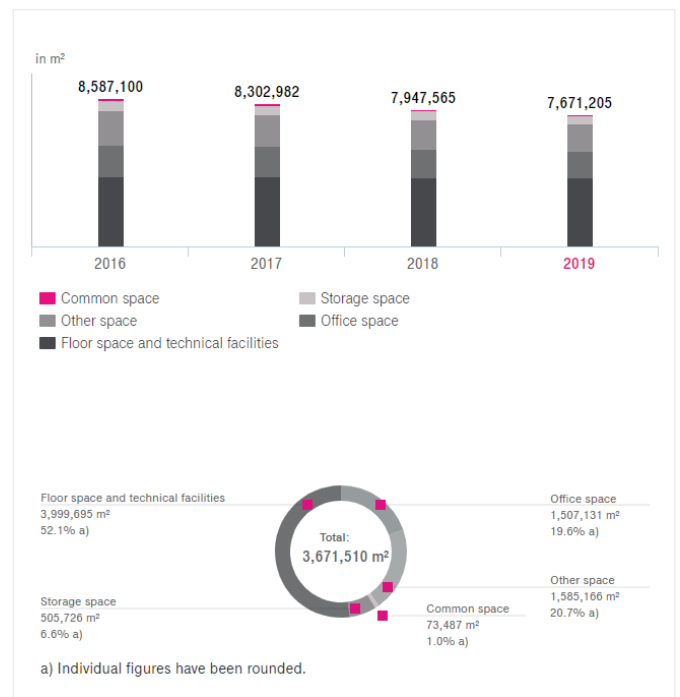 in m²
8,587,100
8,302,982
7,947,565
7,671,205
2016
2017
2018
2019
Common space
Storage space
Other space
Office space
Floor space and technical facilities
Floor space and technical facilities
3,999,695 m²
52.1% a)
Office space
1,507,131 m²
19.6% a)
Total:
3,671,510 m²
Other space
1,585,166 m²
20.7% a)
Storage space
505,726 m²
6.6% a)
Common space
73,487 m²
1.0% a)
a) Individual figures have been rounded.